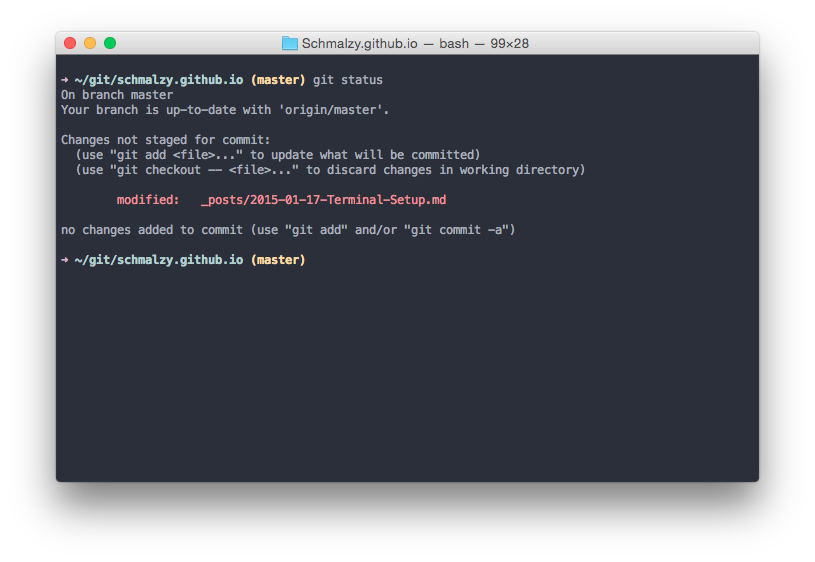 Schmalzy.github.io — bash — 99×28
➜ ~/git/schmalzy.github.io (master) git status
On branch master
Your branch is up-to-date with 'origin/master'.
Changes not staged for commit:
(use "git add <file>..." to update what will be committed)
(use "git checkout -- <file>..." to discard changes in working directory)
modified: _posts/2015-01-17-Terminal-Setup.md
no changes added to commit (use "git add" and/or "git commit -a")
➜ ~/git/schmalzy.github.io (master)